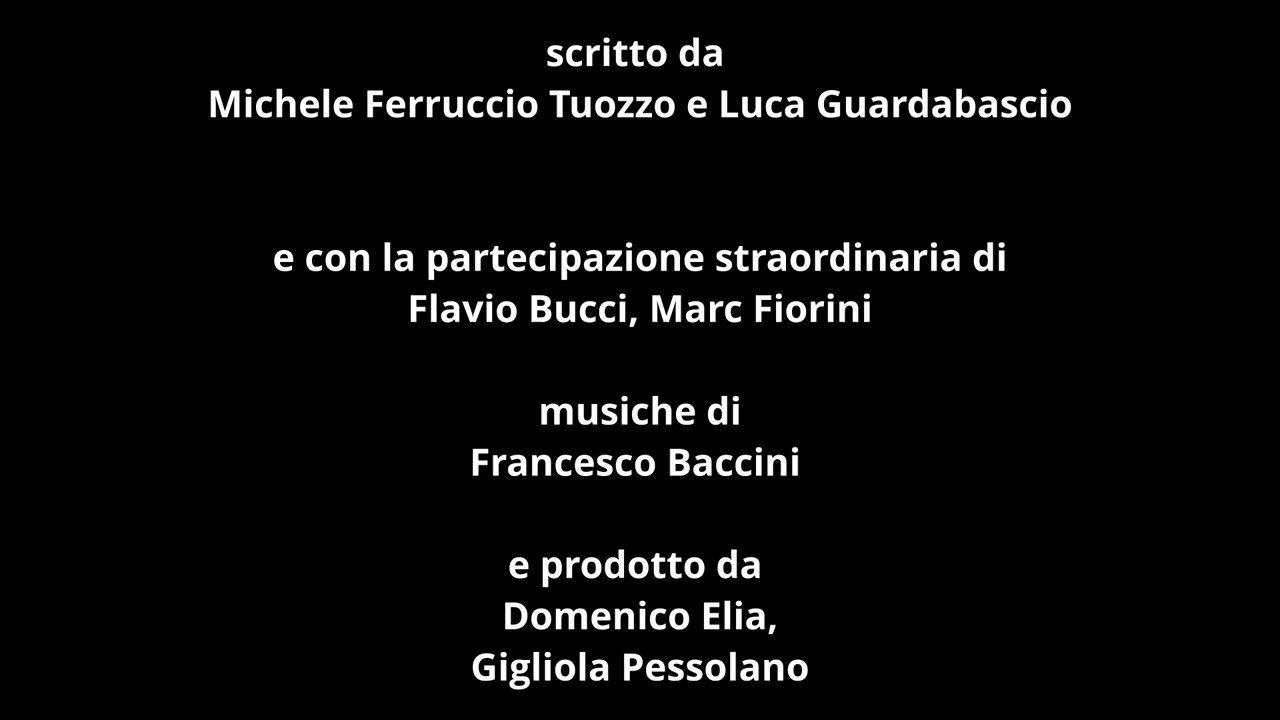 scritto da
Michele Ferruccio Tuozzo e Luca Guardabascio
e con la partecipazione straordinaria di
Flavio Bucci, Marc Fiorini
musiche di
Francesco Baccini
e prodotto da
Domenico Elia,
Gigliola Pessolano